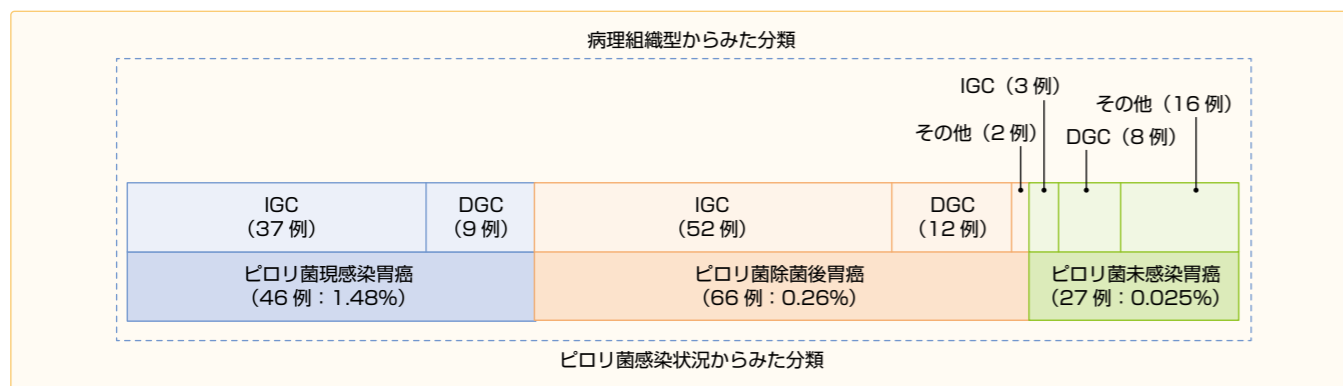 病理組織型からみた分類
IGC（3 例）
その他（16 例）
その他（2 例）
DGC（8 例）
IGC
（37 例）
DGC
（9 例）
IGC
（52 例）
DGC
（12 例）
ピロリ菌現感染胃癌
（46 例：1.48%）
ピロリ菌除菌後胃癌
（66 例：0.26%）
ピロリ菌未感染胃癌
（27 例：0.025%）
ピロリ菌感染状況からみた分類